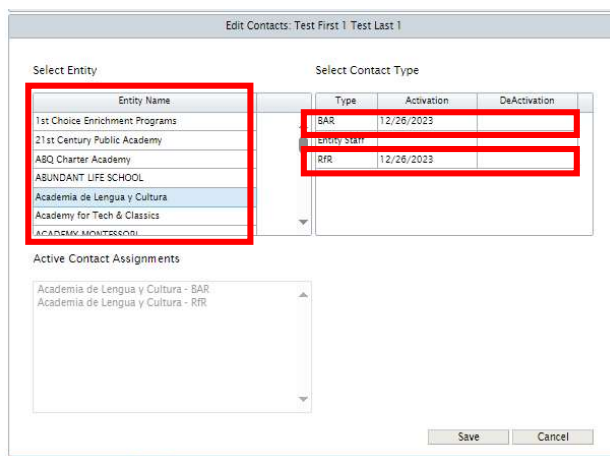 Edit Contacts: Test First 1 Test Last 1
Select Entity
Select Contact Type
Entity Name
1st Choice Enrichment Programs
21st Century Public Academy
ABQ Charter Academy
ABUNDANT LIFE SCHOOL
Academia de Lengua y Cultura
Academy for Tech & Classics
ACADEMY MONTESSORI
Type Activation DeActivation
BAR 12/26/2023
Entity Staff
RfR 12/26/2023
Active Contact Assignments
Academia de Lengua y Cultura - BAR
Academia de Lengua y Cultura - RfR
Save Cancel